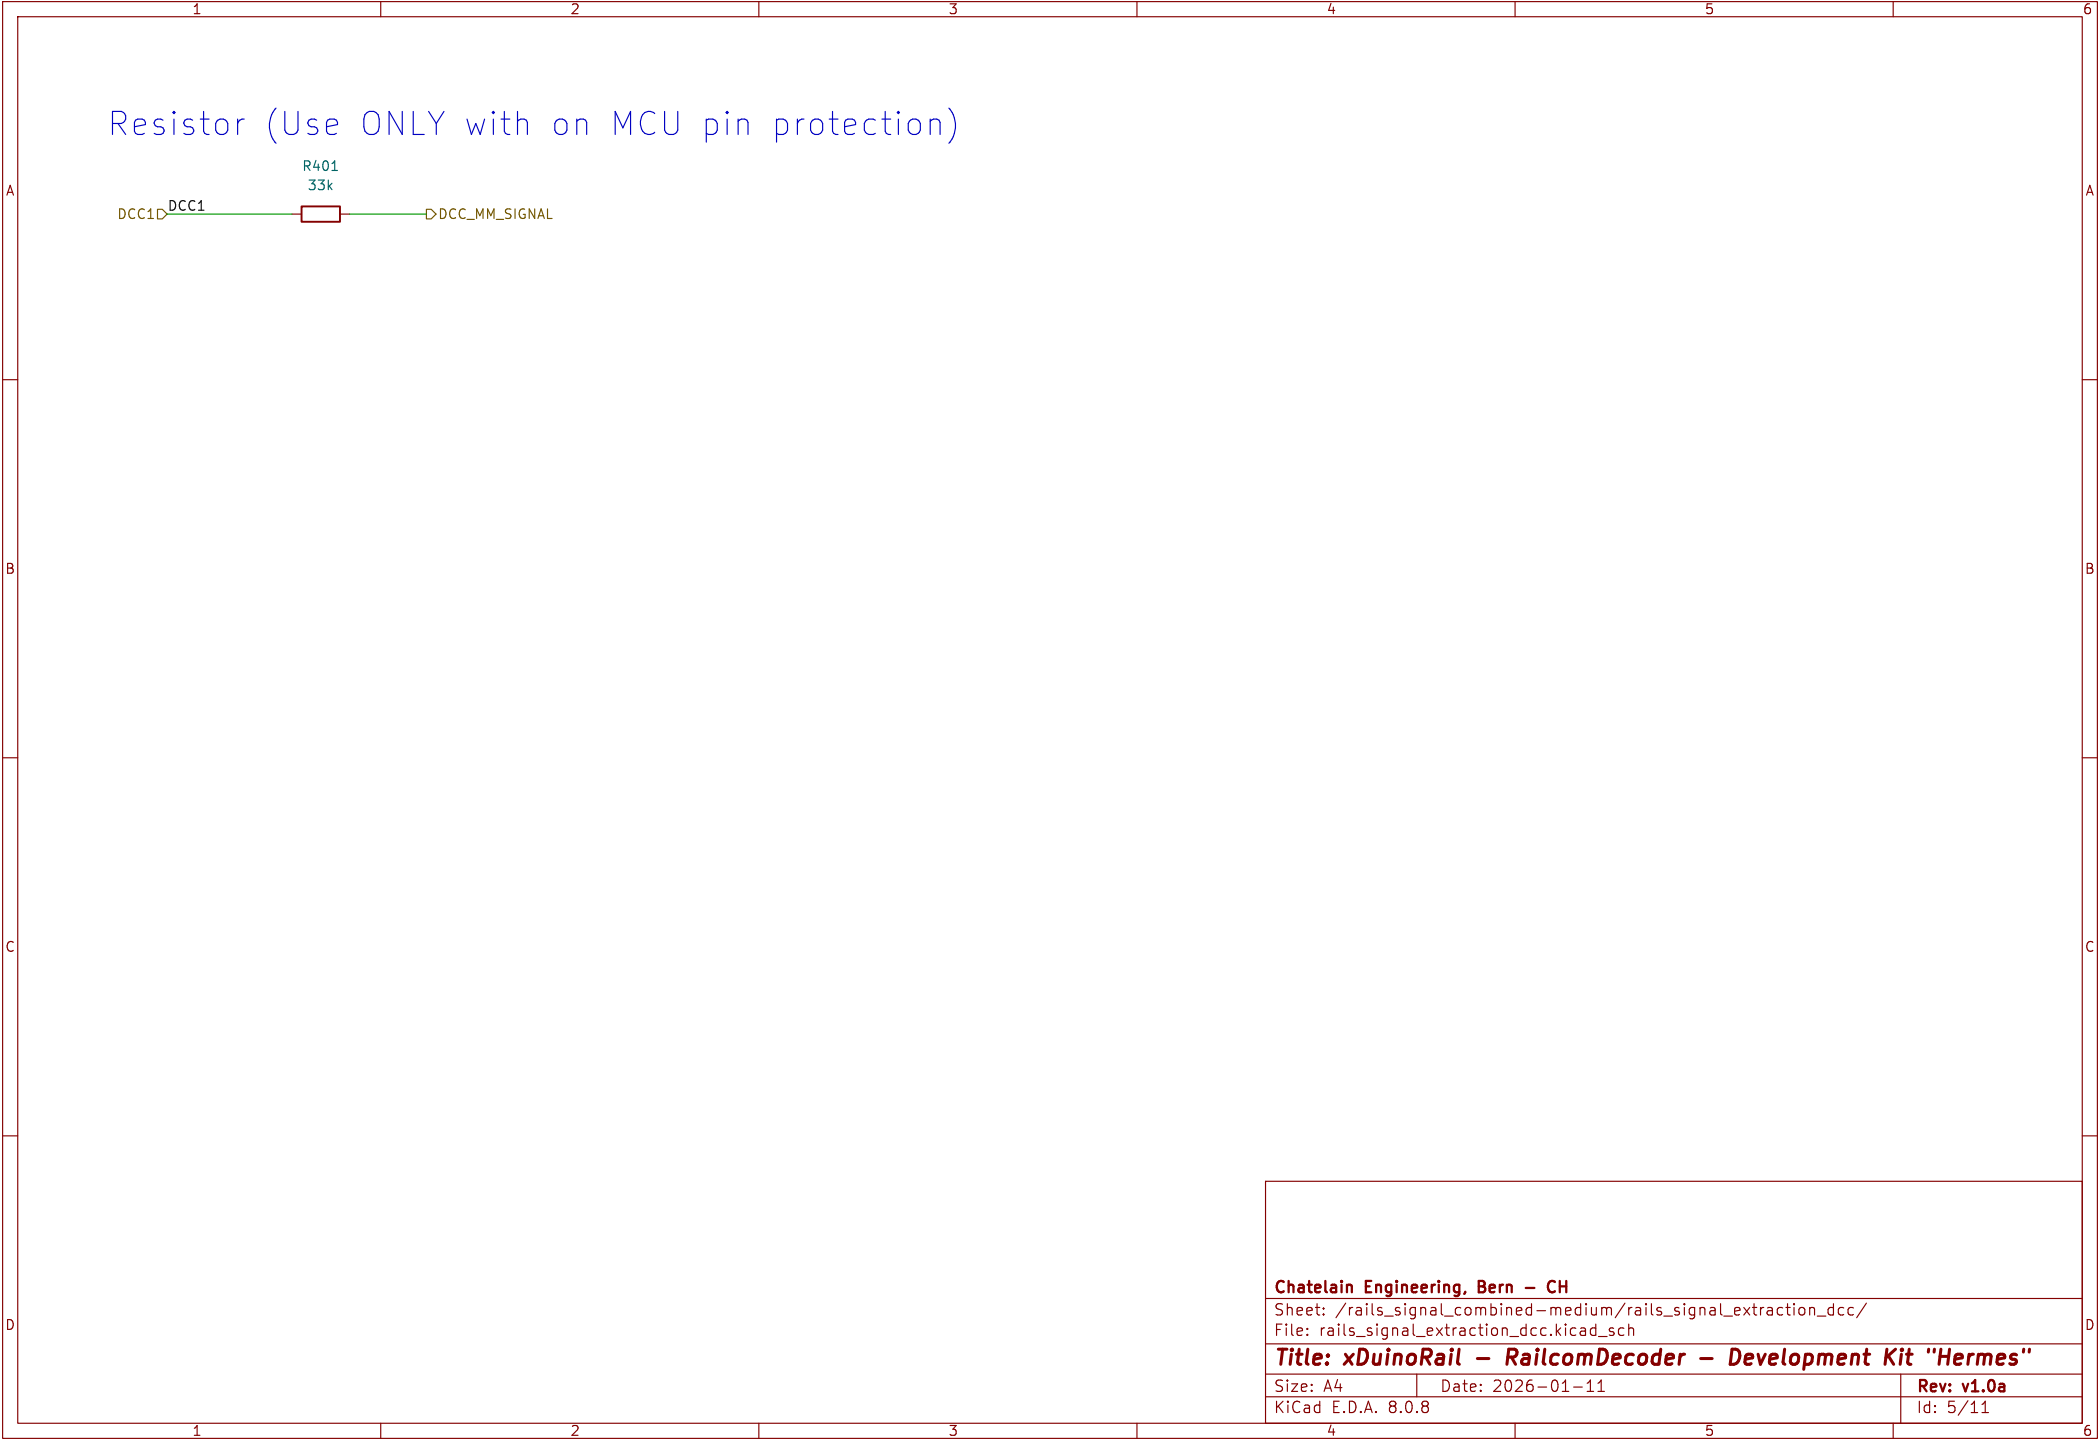 1 2 3 4 5 6
Resistor (Use ONLY with on MCU pin protection)
R401
33k
A A
DCC1 DCC1 DCC_MM_SIGNAL
B B
C C
Chatelain Engineering, Bern – CH
Sheet: /rails_signal_combined-medium/rails_signal_extraction_dcc/
D D
File: rails_signal_extraction_dcc.kicad_sch
Title: xDuinoRail – RailcomDecoder – Development Kit "Hermes"
Size: A4 Date: 2026-01-11 Rev: v1.0a
KiCad E.D.A. 8.0.8 Id: 5/11
1 2 3 4 5 6